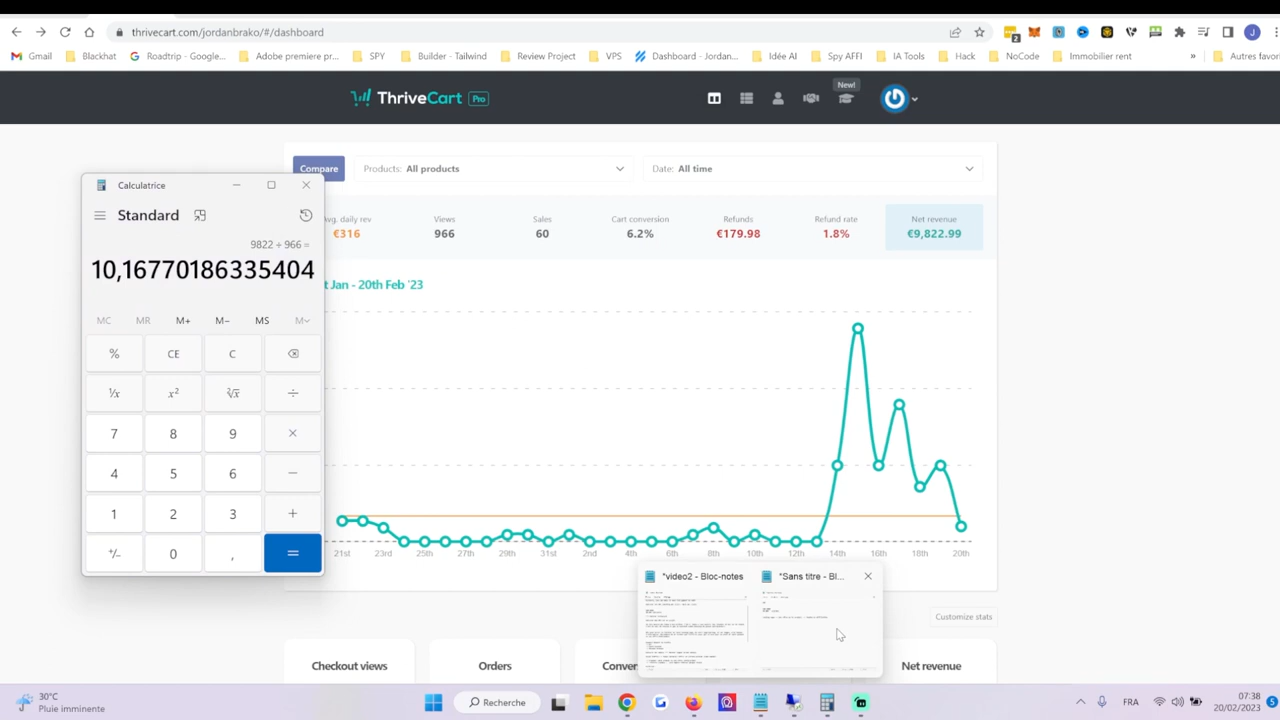 thrivecart.com/jordanbrako/#/dashboard
2
J
Gmail
Blackhat
Roadtrip - Google...
Adobe premiere pr...
SPY
Builder - Tailwind
Review Project
VPS
Dashboard - Jordan...
Idée AI
Spy AFFI
IA Tools
Hack
NoCode
Immobilier rent
»
Autres favor
ThriveCart Pro
New!
Compare
Products: All products
Date: All time
Avg. daily rev
€316
Views
966
Sales
60
Cart conversion
6.2%
Refunds
€179.98
Refund rate
1.8%
Net revenue
€9,822.99
Calculatrice
Standard
9822 ÷ 966 =
10,16770186335404
MC MR M+ M− MS M˅
% CE C
¹/x x² ²√x ÷
7 8 9 ×
4 5 6 −
1 2 3 +
+/− 0 , =
t Jan - 20th Feb '23
21st 23rd 25th 27th 29th 31st 2nd 4th 6th 8th 10th 12th 14th 16th 18th 20th
*video2 - Bloc-notes
*Sans titre - Bl...
Customize stats
Checkout views
Orders
Conver
Net revenue
30°C
Pluie imminente
Recherche
FRA
07:38
20/02/2023
5